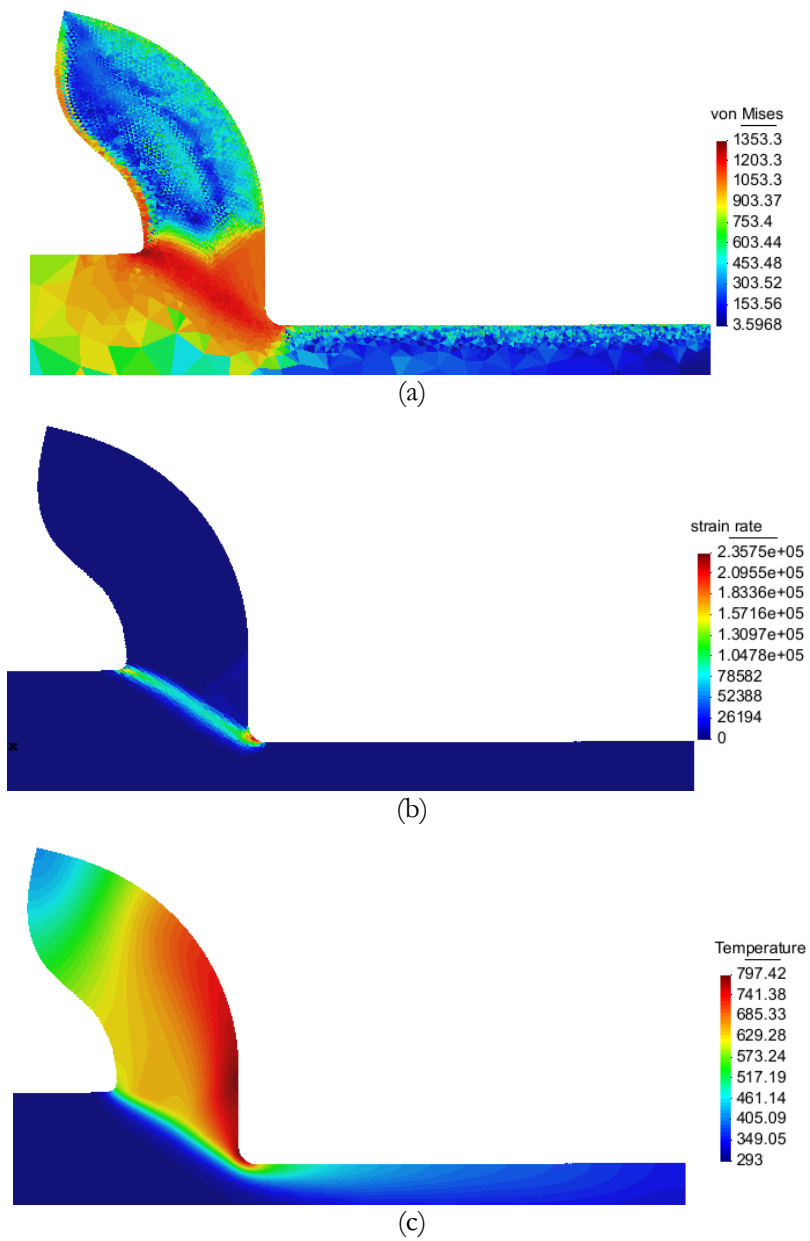 von Mises
1353.3
1203.3
1053.3
903.37
753.4
603.44
453.48
303.52
153.56
3.5968
(a)
strain rate
2.3575e+05
2.0955e+05
1.8336e+05
1.5716e+05
1.3097e+05
1.0478e+05
78582
52388
26194
0
(b)
Temperature
797.42
741.38
685.33
629.28
573.24
517.19
461.14
405.09
349.05
293
(c)